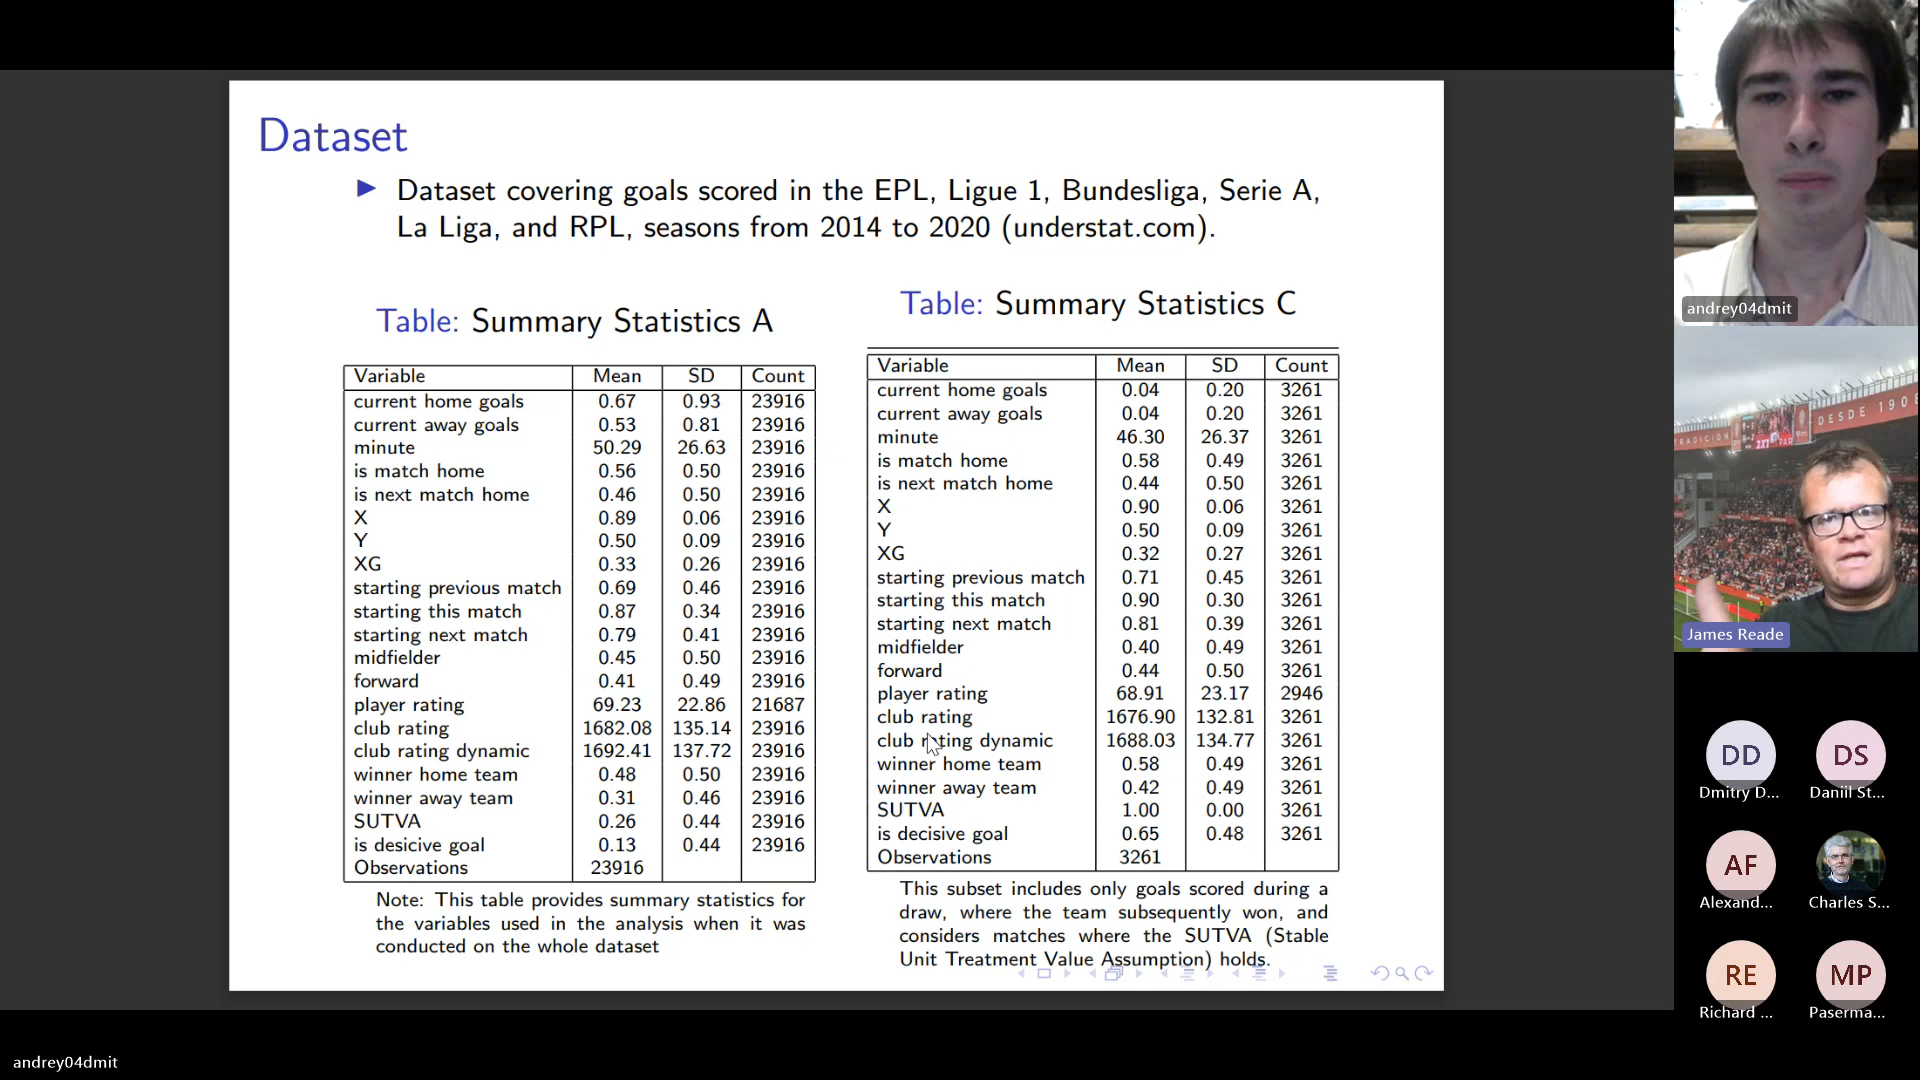 Dataset
Dataset covering goals scored in the EPL, Ligue 1, Bundesliga, Serie A,
La Liga, and RPL, seasons from 2014 to 2020 (understat.com).
Table: Summary Statistics A
Variable Mean SD Count
current home goals 0.67 0.93 23916
current away goals 0.53 0.81 23916
minute 50.29 26.63 23916
is match home 0.56 0.50 23916
is next match home 0.46 0.50 23916
X 0.89 0.06 23916
Y 0.50 0.09 23916
XG 0.33 0.26 23916
starting previous match 0.69 0.46 23916
starting this match 0.87 0.34 23916
starting next match 0.79 0.41 23916
midfielder 0.45 0.50 23916
forward 0.41 0.49 23916
player rating 69.23 22.86 21687
club rating 1682.08 135.14 23916
club rating dynamic 1692.41 137.72 23916
winner home team 0.48 0.50 23916
winner away team 0.31 0.46 23916
SUTVA 0.26 0.44 23916
is desicive goal 0.13 0.44 23916
Observations 23916
Note: This table provides summary statistics for
the variables used in the analysis when it was
conducted on the whole dataset
Table: Summary Statistics C
Variable Mean SD Count
current home goals 0.04 0.20 3261
current away goals 0.04 0.20 3261
minute 46.30 26.37 3261
is match home 0.58 0.49 3261
is next match home 0.44 0.50 3261
X 0.90 0.06 3261
Y 0.50 0.09 3261
XG 0.32 0.27 3261
starting previous match 0.71 0.45 3261
starting this match 0.90 0.30 3261
starting next match 0.81 0.39 3261
midfielder 0.40 0.49 3261
forward 0.44 0.50 3261
player rating 68.91 23.17 2946
club rating 1676.90 132.81 3261
club rating dynamic 1688.03 134.77 3261
winner home team 0.58 0.49 3261
winner away team 0.42 0.49 3261
SUTVA 1.00 0.00 3261
is decisive goal 0.65 0.48 3261
Observations 3261
This subset includes only goals scored during a
draw, where the team subsequently won, and
considers matches where the SUTVA (Stable
Unit Treatment Value Assumption) holds.
andrey04dmit
DESDE 1908
TRADICIÓN
James Reade
DD DS
Dmitry D... Daniil St...
AF
Alexand... Charles S...
RE MP
Richard ... Paserma...
andrey04dmit